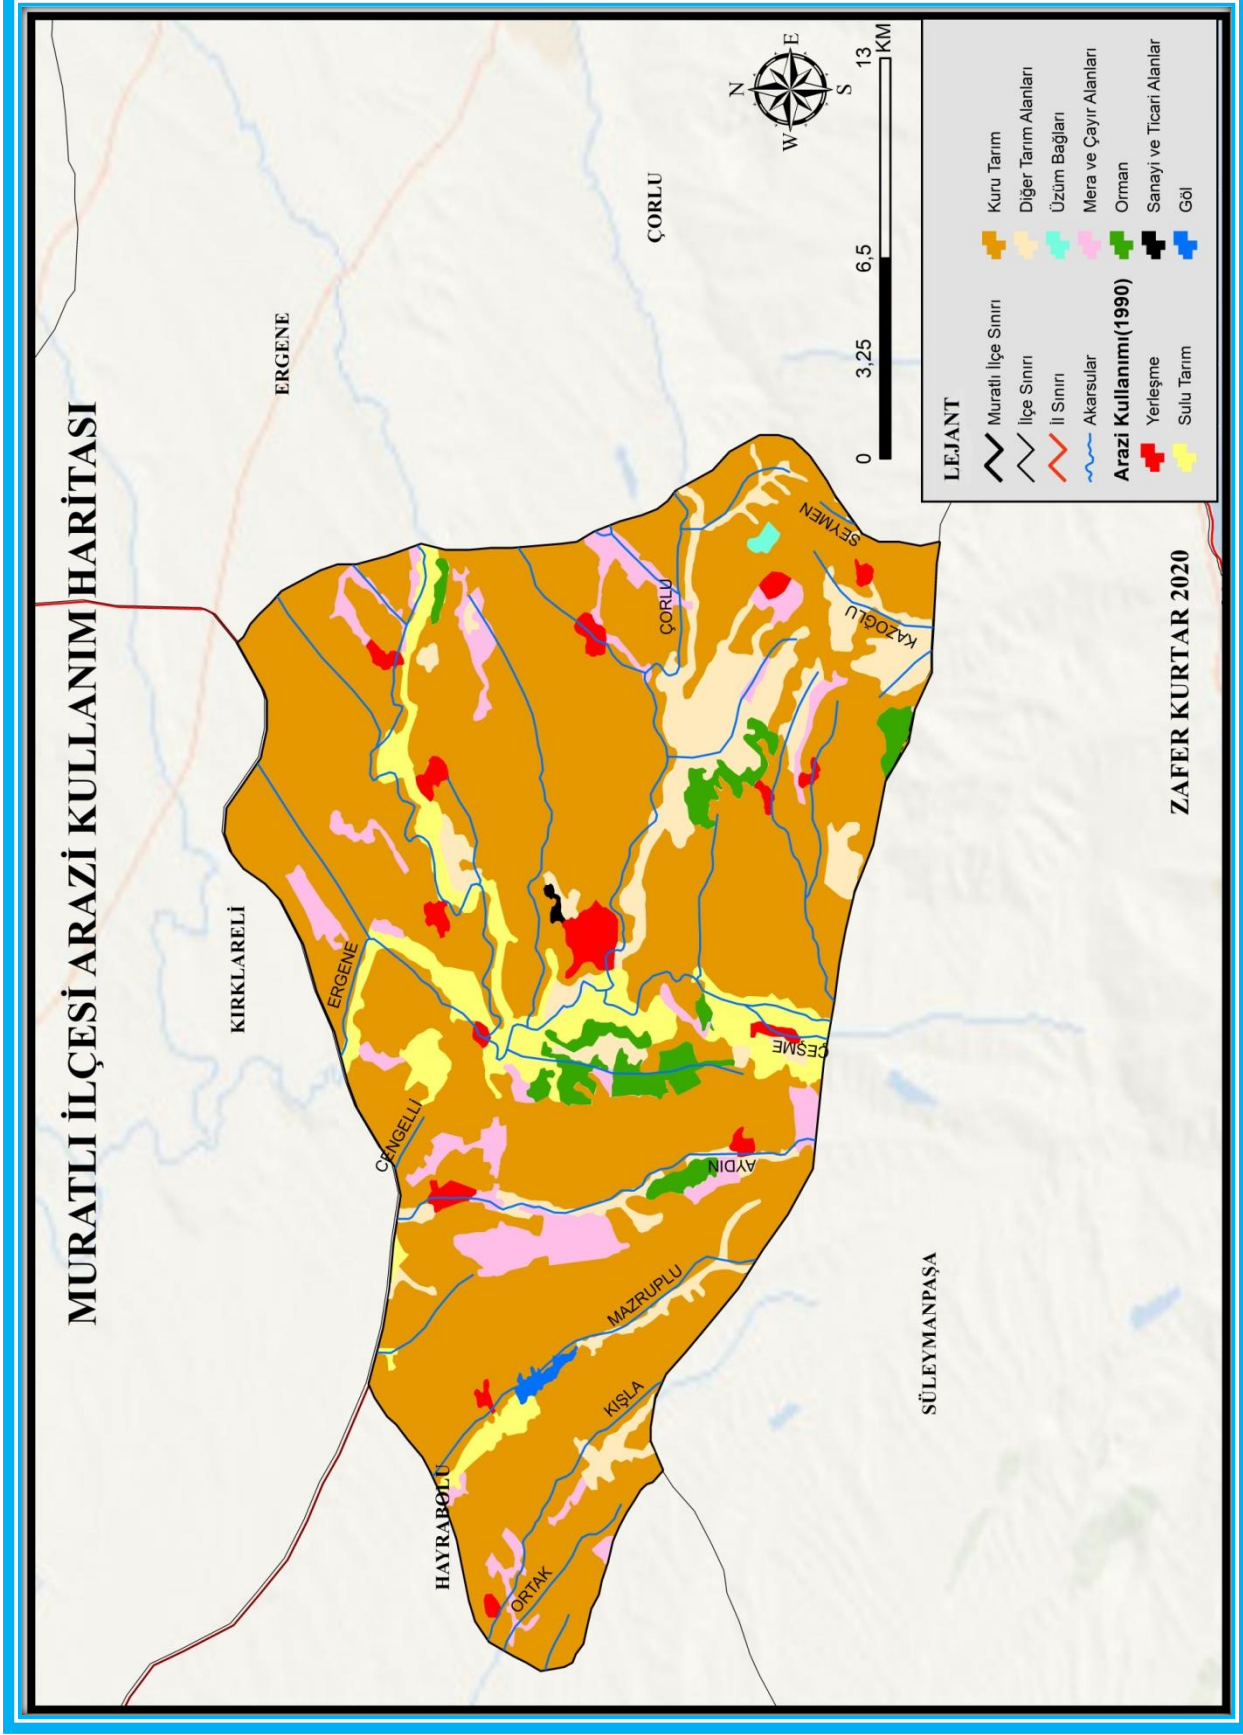 MURATLI İLÇESİ ARAZİ KULLANIM HARİTASI
KIRKLARELİ
ERGENE
ÇORLU
HAYRABOLU
SÜLEYMANPAŞA
ERGENE
CENGELLİ
ÇORLU
SEYMEN
KAZOĞLU
ÇEŞME
AYDIN
MAZRUPLU
KIŞLA
ORTAK
N
W E
S
0 3,25 6,5 13
KM
LEJANT
Muratlı İlçe Sınırı
İlçe Sınırı
İl Sınırı
Akarsular
Arazi Kullanımı(1990)
Yerleşme
Sulu Tarım
Kuru Tarım
Diğer Tarım Alanları
Üzüm Bağları
Mera ve Çayır Alanları
Orman
Sanayi ve Ticari Alanlar
Göl
ZAFER KURTAR 2020